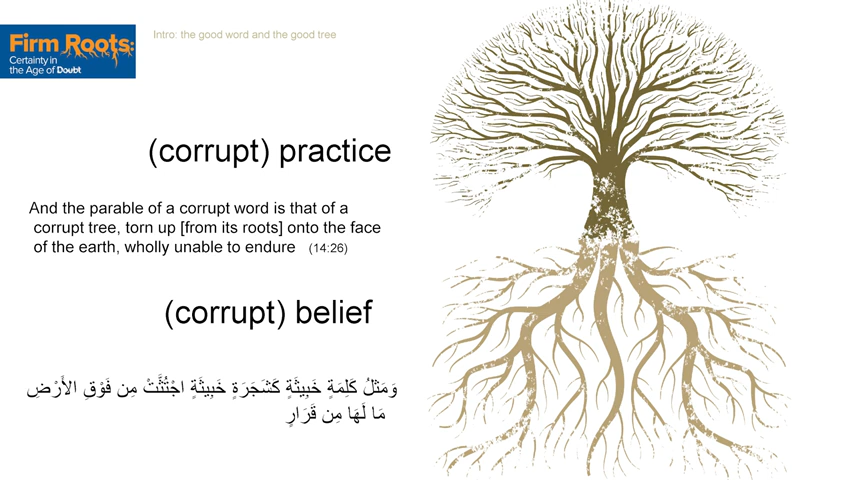 Firm Roots:
Certainty in
the Age of Doubt
Intro: the good word and the good tree
(corrupt) practice
And the parable of a corrupt word is that of a
corrupt tree, torn up [from its roots] onto the face
of the earth, wholly unable to endure (14:26)
(corrupt) belief
وَمَثلُ كَلِمَةٍ خَبِيثَةٍ كَشَجَرَةٍ خَبِيثَةٍ اجْتُثَّتْ مِن فَوْقِ الأَرْضِ
مَا لَهَا مِن قَرَارٍ